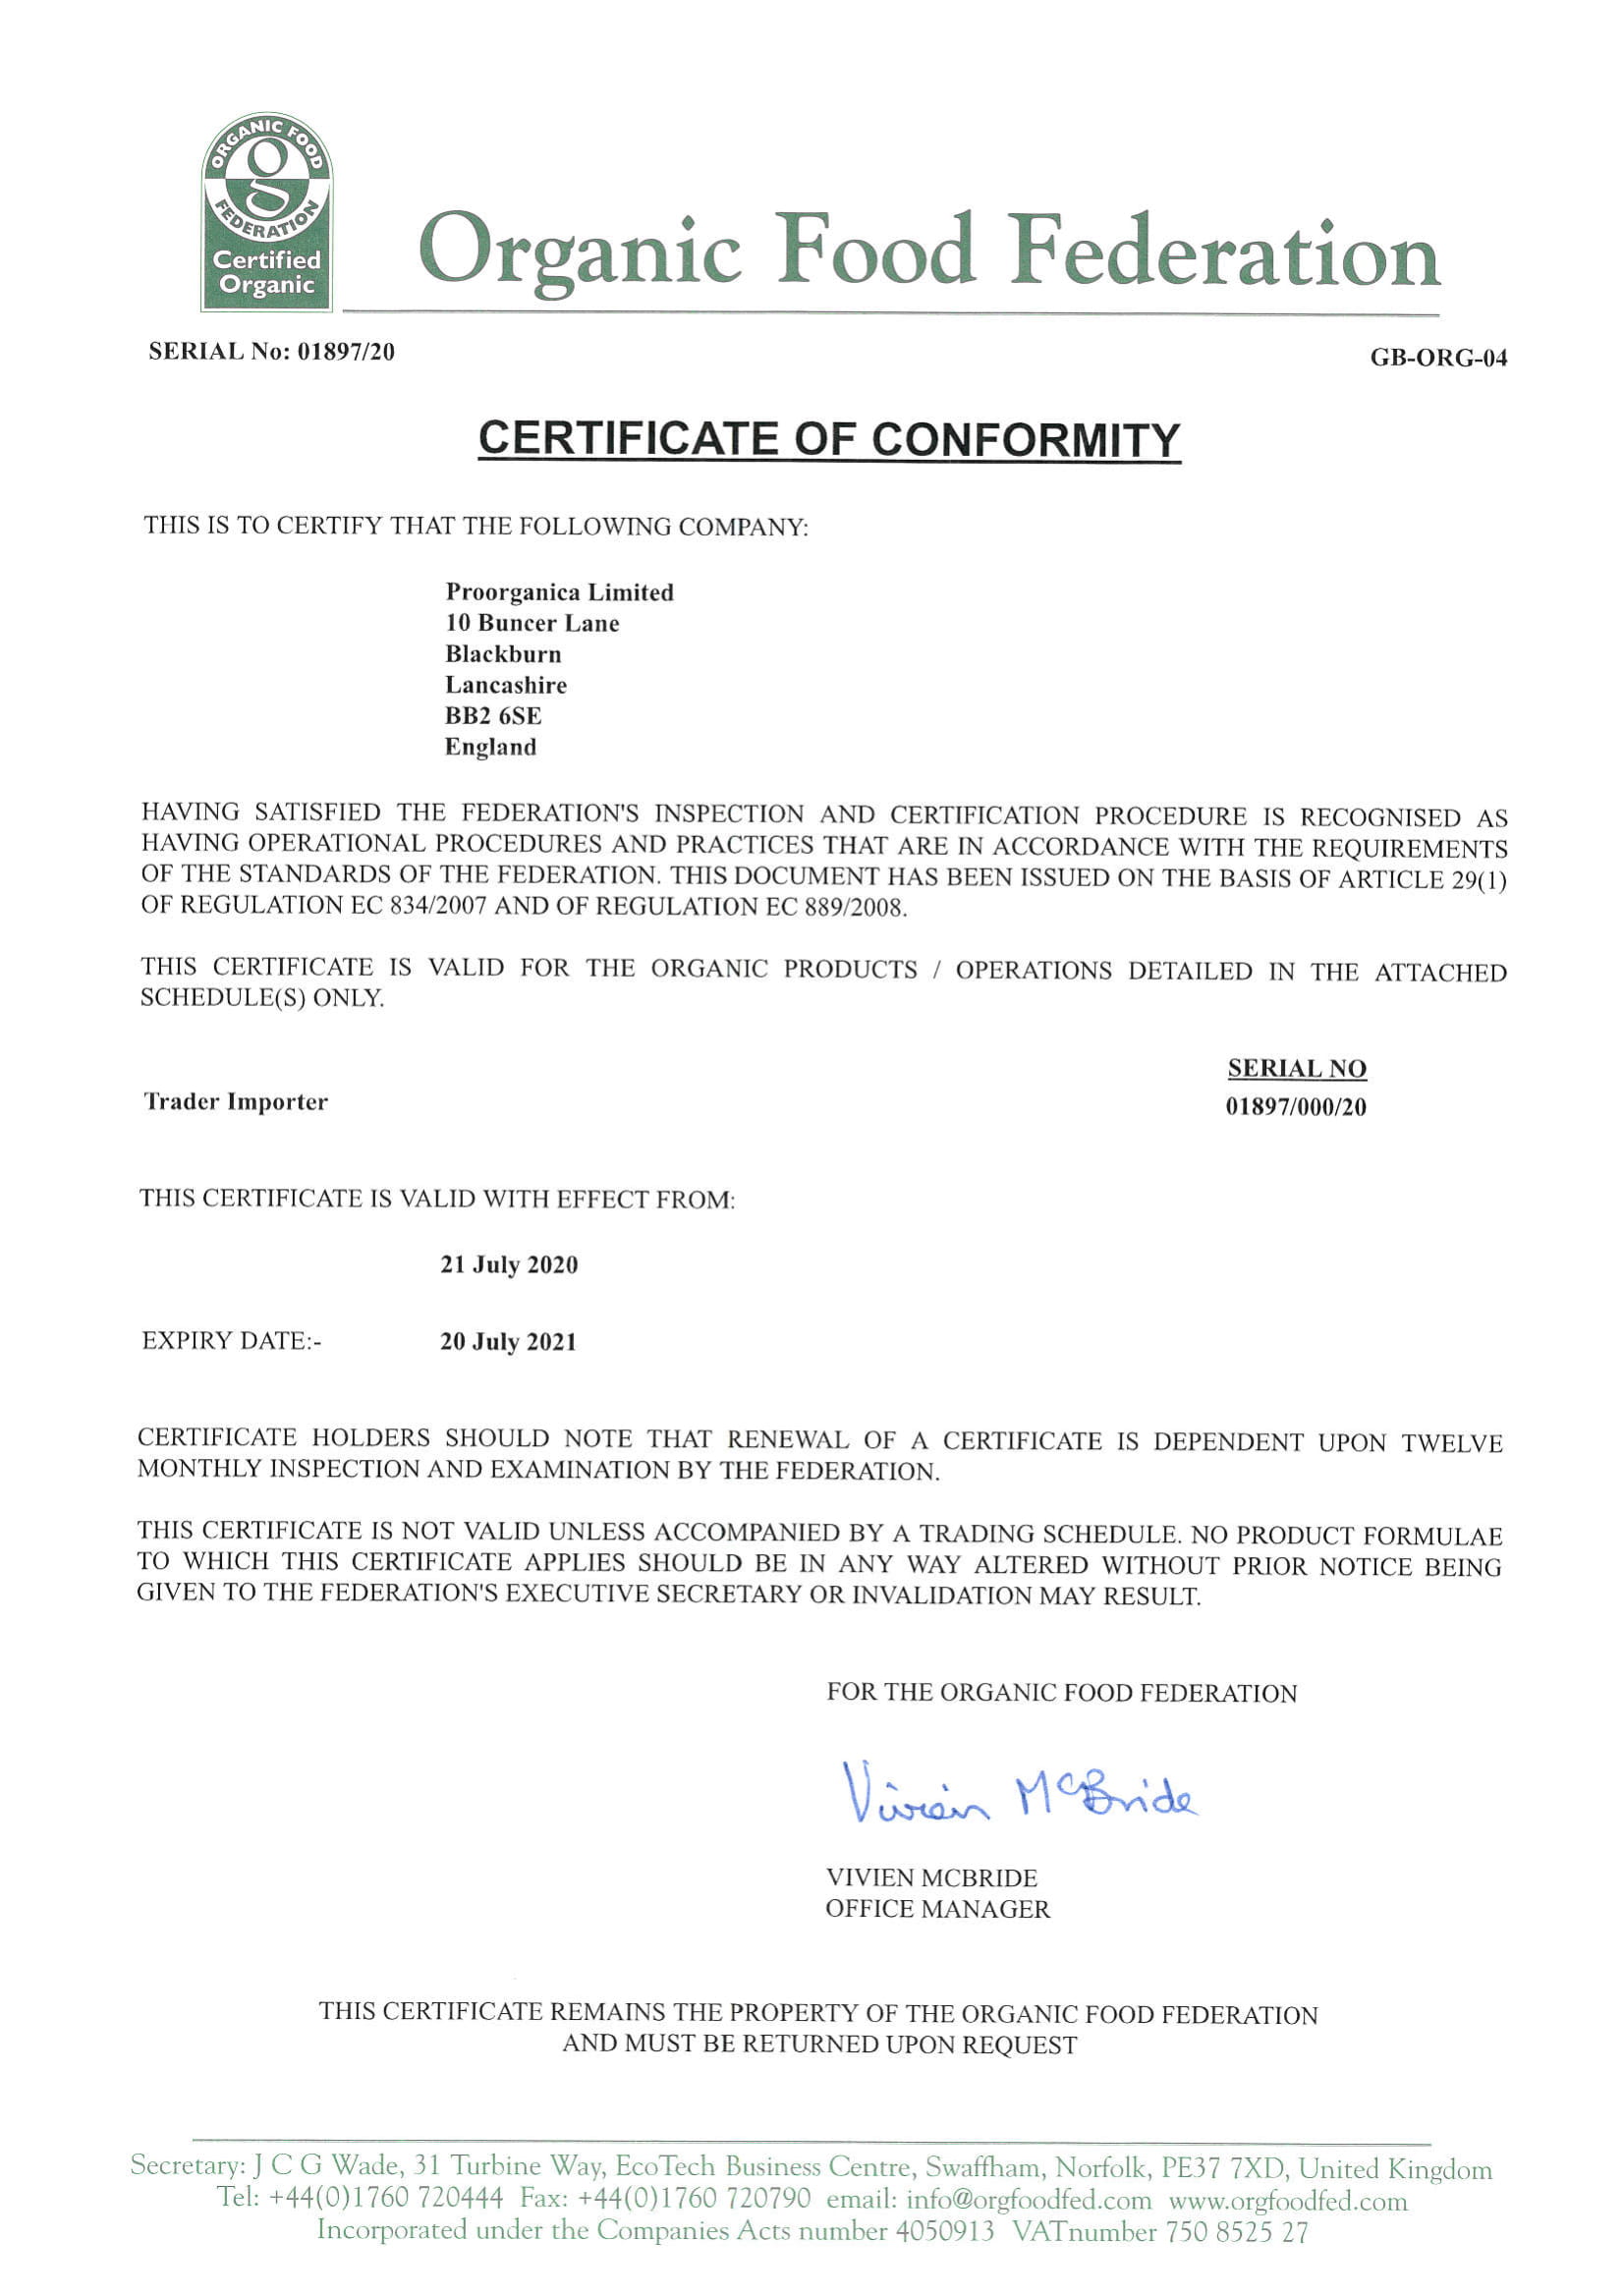 ORGANIC FOOD
FEDERATION
Certified
Organic
Organic Food Federation
SERIAL No: 01897/20
GB-ORG-04
CERTIFICATE OF CONFORMITY
THIS IS TO CERTIFY THAT THE FOLLOWING COMPANY:
Proorganica Limited
10 Buncer Lane
Blackburn
Lancashire
BB2 6SE
England
HAVING SATISFIED THE FEDERATION'S INSPECTION AND CERTIFICATION PROCEDURE IS RECOGNISED AS
HAVING OPERATIONAL PROCEDURES AND PRACTICES THAT ARE IN ACCORDANCE WITH THE REQUIREMENTS
OF THE STANDARDS OF THE FEDERATION. THIS DOCUMENT HAS BEEN ISSUED ON THE BASIS OF ARTICLE 29(1)
OF REGULATION EC 834/2007 AND OF REGULATION EC 889/2008.
THIS CERTIFICATE IS VALID FOR THE ORGANIC PRODUCTS / OPERATIONS DETAILED IN THE ATTACHED
SCHEDULE(S) ONLY.
SERIAL NO
Trader Importer
01897/000/20
THIS CERTIFICATE IS VALID WITH EFFECT FROM:
21 July 2020
EXPIRY DATE:- 20 July 2021
CERTIFICATE HOLDERS SHOULD NOTE THAT RENEWAL OF A CERTIFICATE IS DEPENDENT UPON TWELVE
MONTHLY INSPECTION AND EXAMINATION BY THE FEDERATION.
THIS CERTIFICATE IS NOT VALID UNLESS ACCOMPANIED BY A TRADING SCHEDULE. NO PRODUCT FORMULAE
TO WHICH THIS CERTIFICATE APPLIES SHOULD BE IN ANY WAY ALTERED WITHOUT PRIOR NOTICE BEING
GIVEN TO THE FEDERATION'S EXECUTIVE SECRETARY OR INVALIDATION MAY RESULT.
FOR THE ORGANIC FOOD FEDERATION
Vivien McBride
VIVIEN MCBRIDE
OFFICE MANAGER
THIS CERTIFICATE REMAINS THE PROPERTY OF THE ORGANIC FOOD FEDERATION
AND MUST BE RETURNED UPON REQUEST
Secretary: J C G Wade, 31 Turbine Way, EcoTech Business Centre, Swaffham, Norfolk, PE37 7XD, United Kingdom
Tel: +44(0)1760 720444 Fax: +44(0)1760 720790 email: info@orgfoodfed.com www.orgfoodfed.com
Incorporated under the Companies Acts number 4050913 VATnumber 750 8525 27